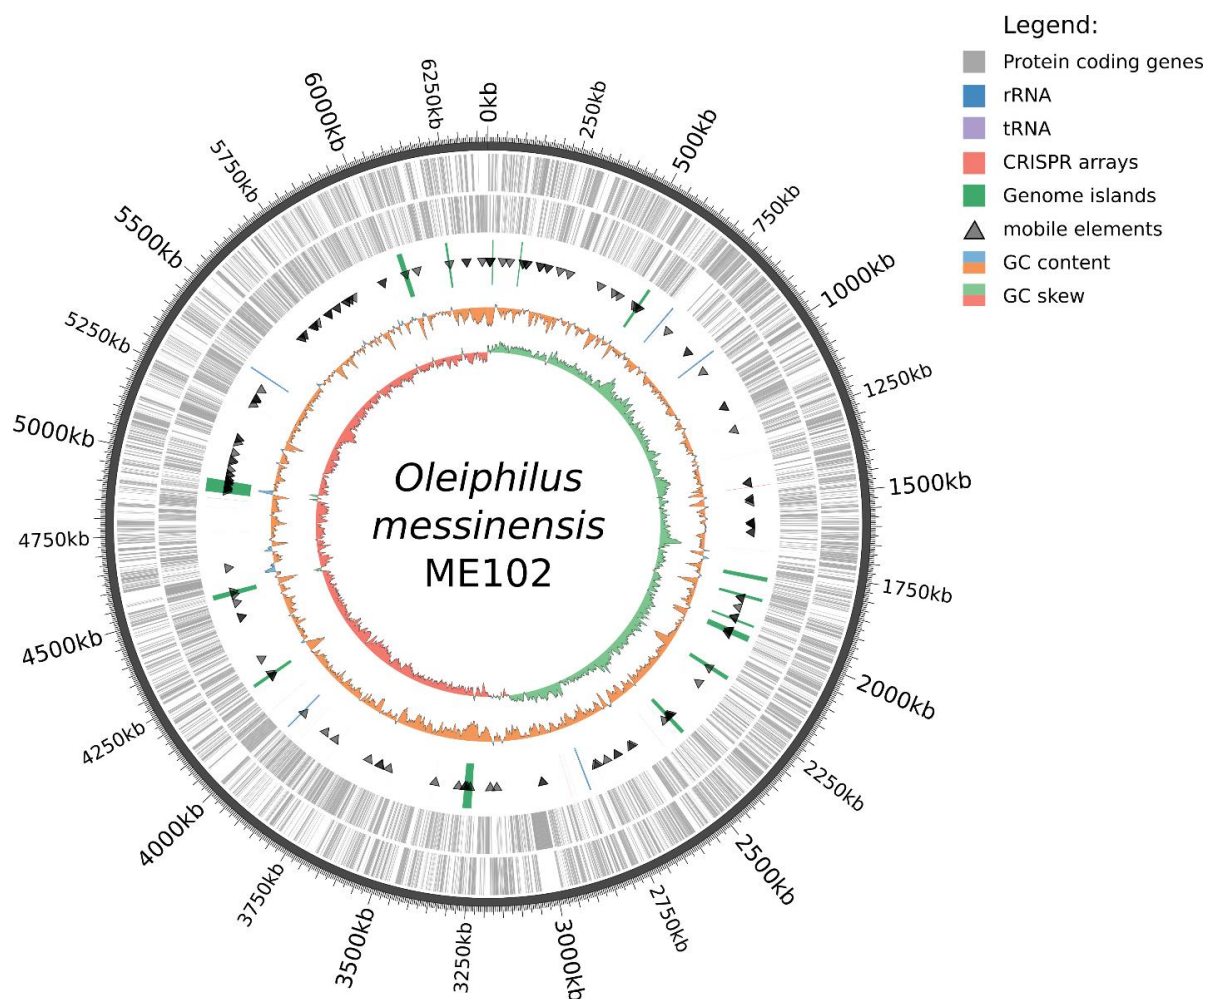 Legend:
Protein coding genes
rRNA
tRNA
CRISPR arrays
Genome islands
mobile elements
GC content
GC skew
0kb
250kb
500kb
750kb
1000kb
1250kb
1500kb
1750kb
2000kb
2250kb
2500kb
2750kb
3000kb
3250kb
3500kb
3750kb
4000kb
4250kb
4500kb
4750kb
5000kb
5250kb
5500kb
5750kb
6000kb
6250kb
Oleiphilus
messinensis
ME102